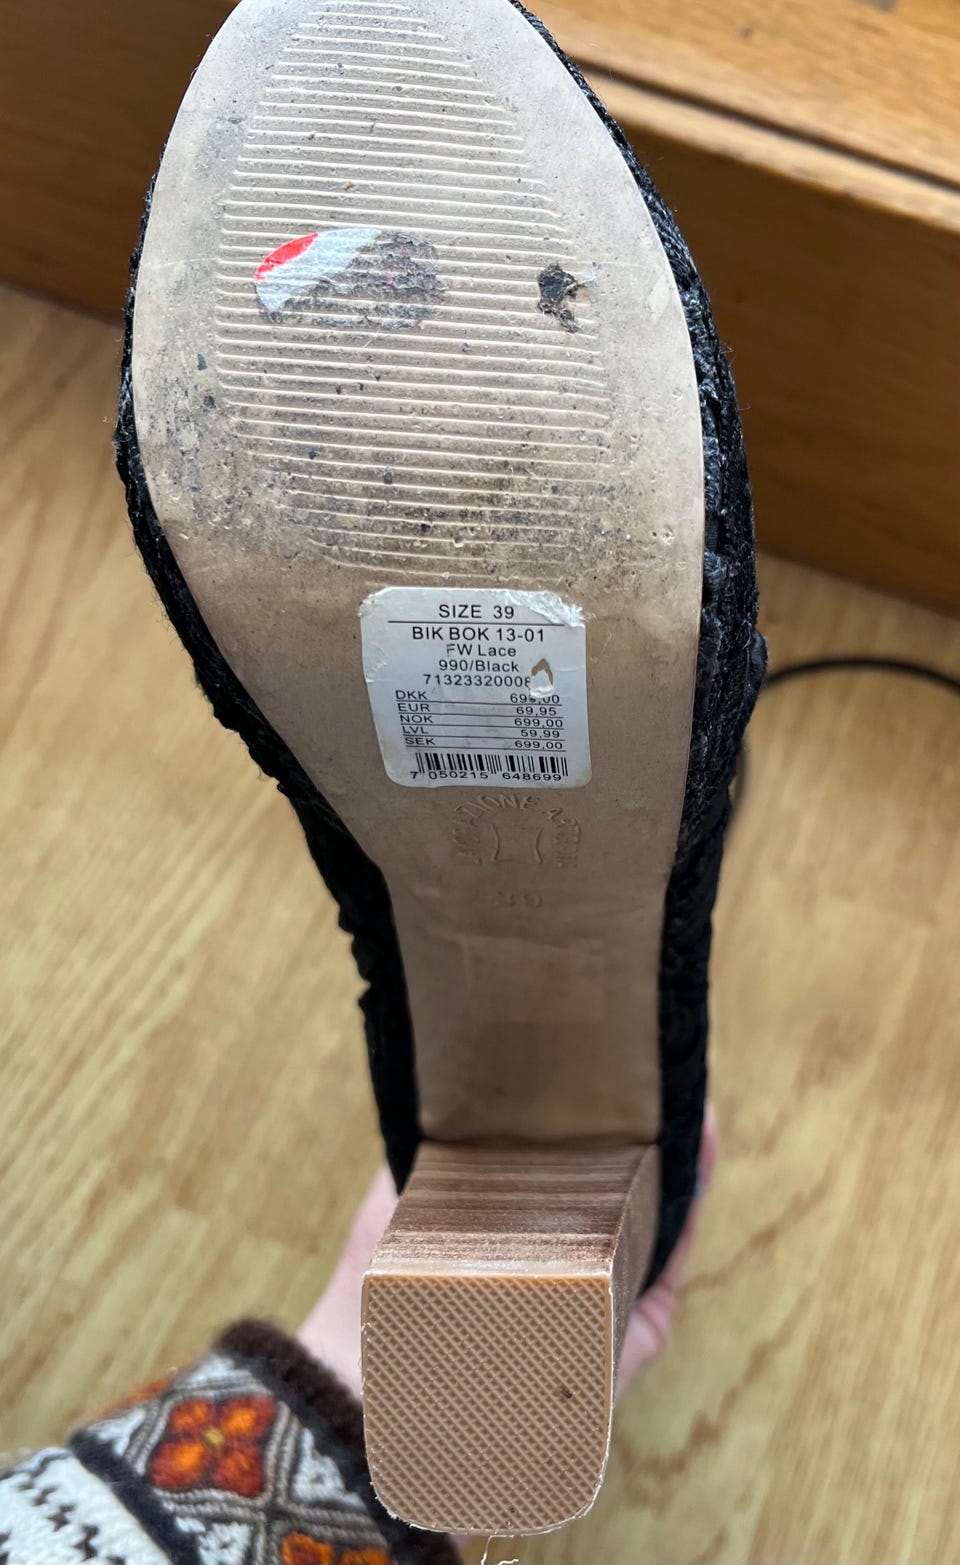 SIZE 39
BIK BOK 13-01
FW Lace
990/Black
DKK
EUR 69,95
NOK 699,00
LVL 59,99
SEK 699,00
7 050215 648699
39